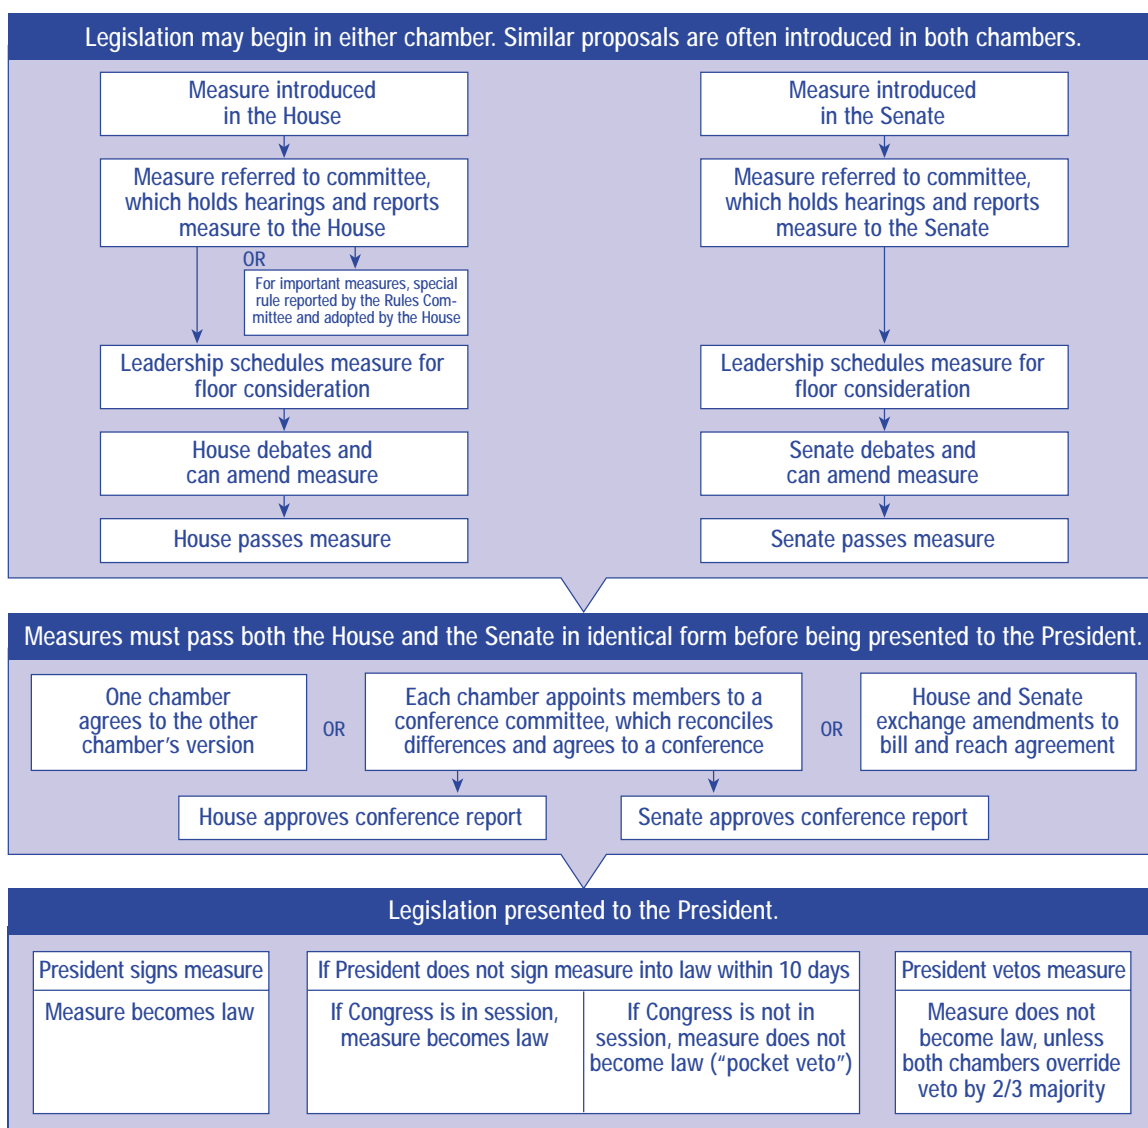 Legislation may begin in either chamber. Similar proposals are often introduced in both chambers.
Measure introduced
in the House
Measure referred to committee,
which holds hearings and reports
measure to the House
OR
For important measures, special
rule reported by the Rules Com-
mittee and adopted by the House
Leadership schedules measure for
floor consideration
House debates and
can amend measure
House passes measure
Measure introduced
in the Senate
Measure referred to committee,
which holds hearings and reports
measure to the Senate
Leadership schedules measure for
floor consideration
Senate debates and
can amend measure
Senate passes measure
Measures must pass both the House and the Senate in identical form before being presented to the President.
One chamber
agrees to the other
chamber's version
OR
Each chamber appoints members to a
conference committee, which reconciles
differences and agrees to a conference
OR
House and Senate
exchange amendments to
bill and reach agreement
House approves conference report
Senate approves conference report
Legislation presented to the President.
President signs measure
Measure becomes law
If President does not sign measure into law within 10 days
If Congress is in session,
measure becomes law
If Congress is not in
session, measure does not
become law ("pocket veto")
President vetos measure
Measure does not
become law, unless
both chambers override
veto by 2/3 majority